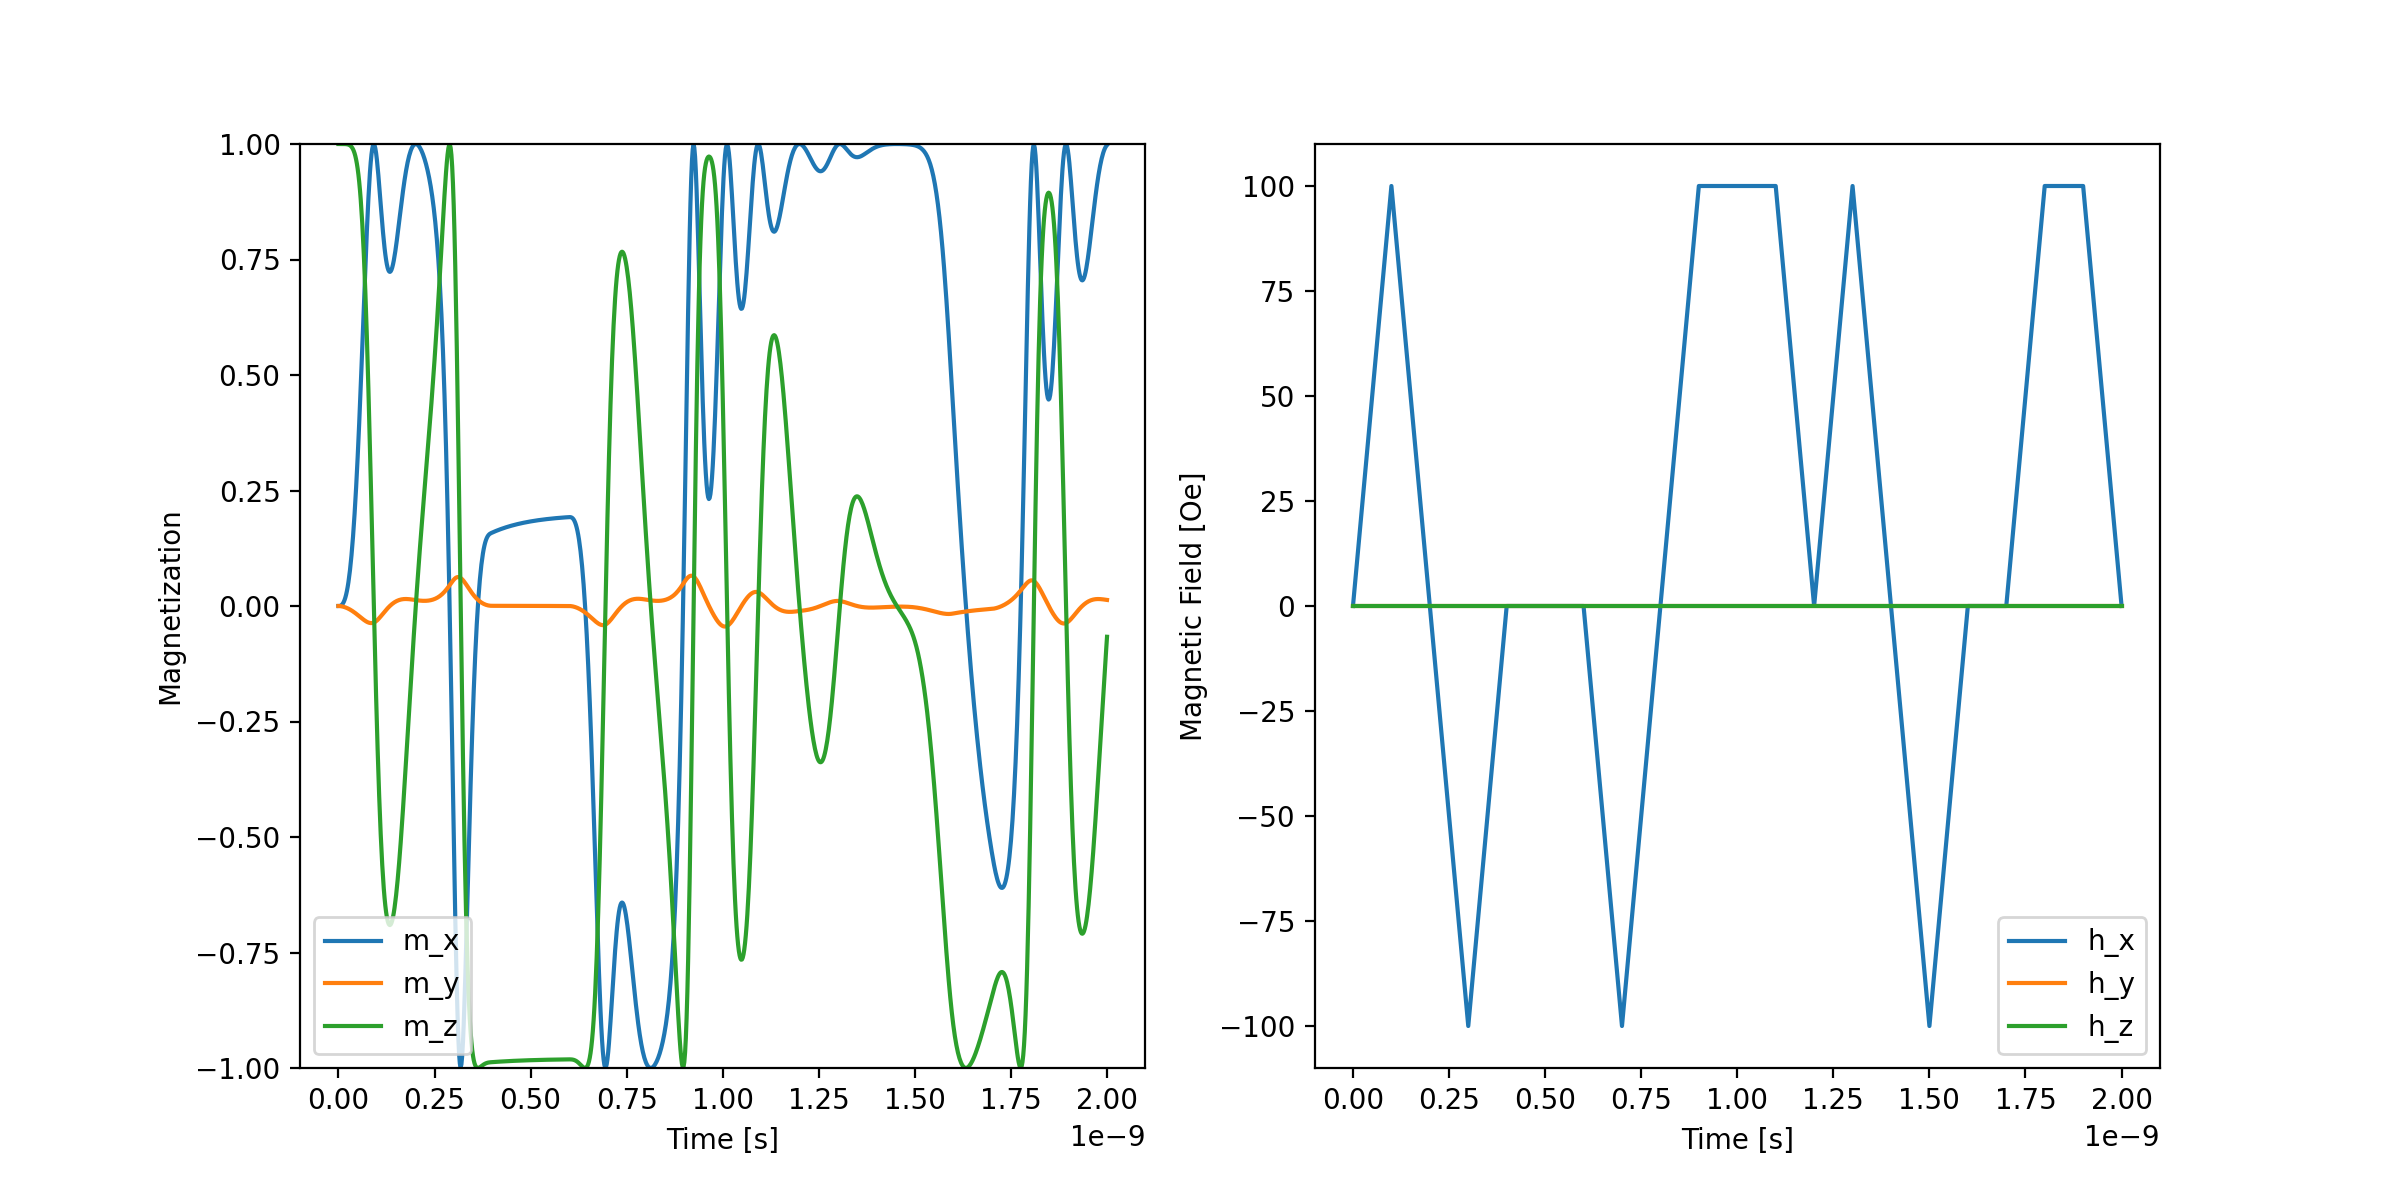 Magnetization
1.00
0.75
0.50
0.25
0.00
−0.25
−0.50
−0.75
−1.00
m_x
m_y
m_z
0.00 0.25 0.50 0.75 1.00 1.25 1.50 1.75 2.00
Time [s]
1e−9
Magnetic Field [Oe]
100
75
50
25
0
−25
−50
−75
−100
h_x
h_y
h_z
0.00 0.25 0.50 0.75 1.00 1.25 1.50 1.75 2.00
Time [s]
1e−9